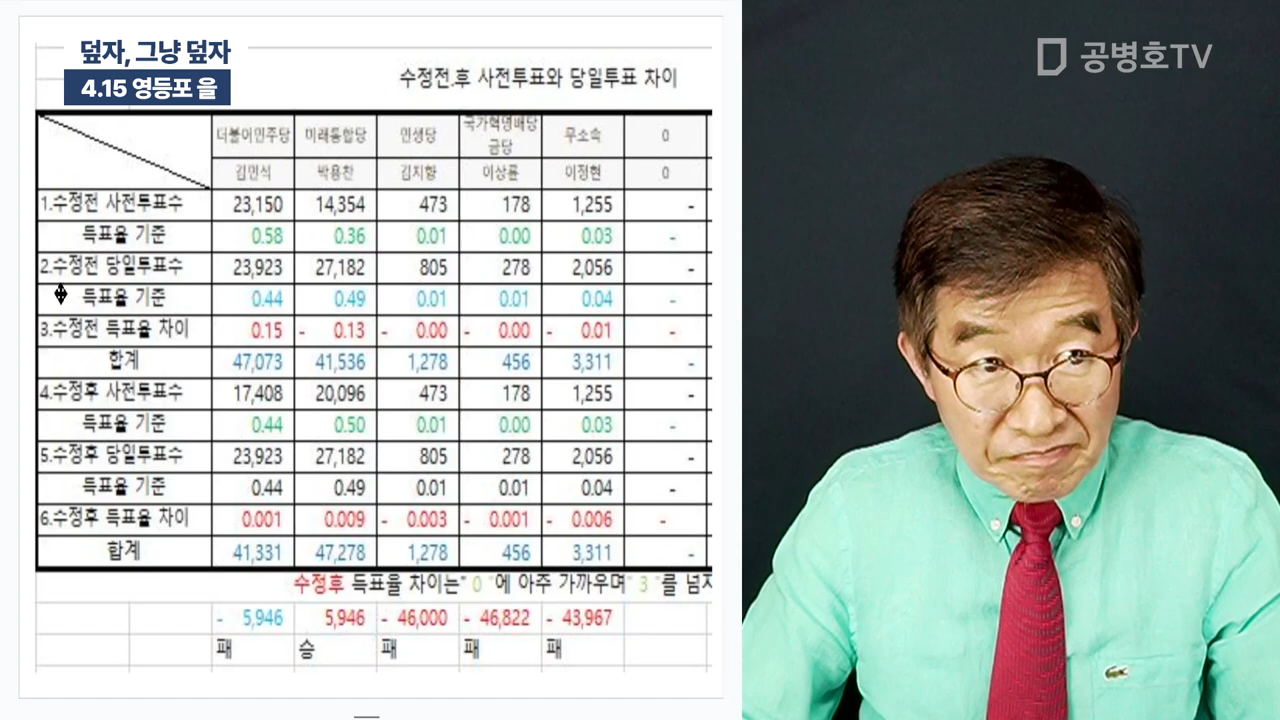 덮자, 그냥 덮자
4.15 영등포 을
공병호TV
수정전.후 사전투표와 당일투표 차이
더불어민주당 미래통합당 민생당 국가혁명배당금당 무소속 0
김민석 박용찬 김지향 이상륜 이정현 0
1.수정전 사전투표수 23,150 14,354 473 178 1,255 -
득표율 기준 0.58 0.36 0.01 0.00 0.03 -
2.수정전 당일투표수 23,923 27,182 805 278 2,056 -
득표율 기준 0.44 0.49 0.01 0.01 0.04 -
3.수정전 득표율 차이 0.15 - 0.13 - 0.00 - 0.00 - 0.01 -
합계 47,073 41,536 1,278 456 3,311 -
4.수정후 사전투표수 17,408 20,096 473 178 1,255 -
득표율 기준 0.44 0.50 0.01 0.00 0.03 -
5.수정후 당일투표수 23,923 27,182 805 278 2,056 -
득표율 기준 0.44 0.49 0.01 0.01 0.04 -
6.수정후 득표율 차이 0.001 0.009 - 0.003 - 0.001 - 0.006 -
합계 41,331 47,278 1,278 456 3,311 -
수정후 득표율 차이는" 0 "에 아주 가까우며" 3 "를 넘지
- 5,946 5,946 - 46,000 - 46,822 - 43,967
패 승 패 패 패